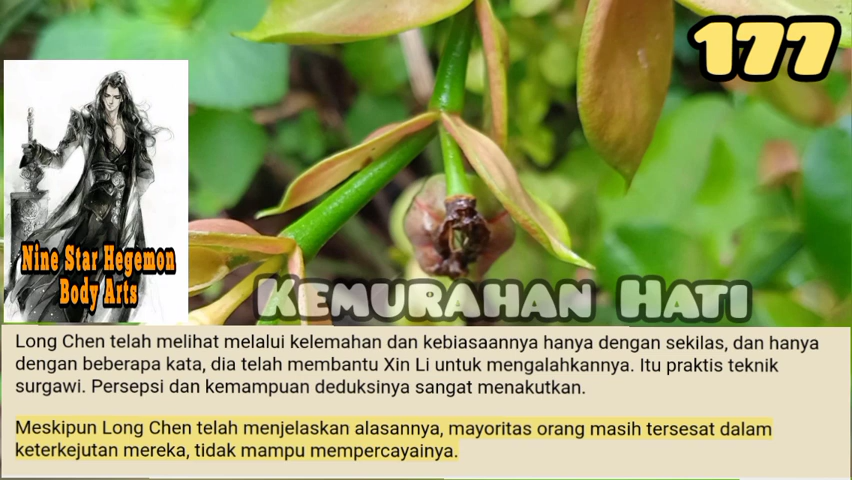 177
Nine Star Hegemon
Body Arts
Kemurahan Hati
Long Chen telah melihat melalui kelemahan dan kebiasaannya hanya dengan sekilas, dan hanya
dengan beberapa kata, dia telah membantu Xin Li untuk mengalahkannya. Itu praktis teknik
surgawi. Persepsi dan kemampuan deduksinya sangat menakutkan.
Meskipun Long Chen telah menjelaskan alasannya, mayoritas orang masih tersesat dalam
keterkejutan mereka, tidak mampu mempercayainya.